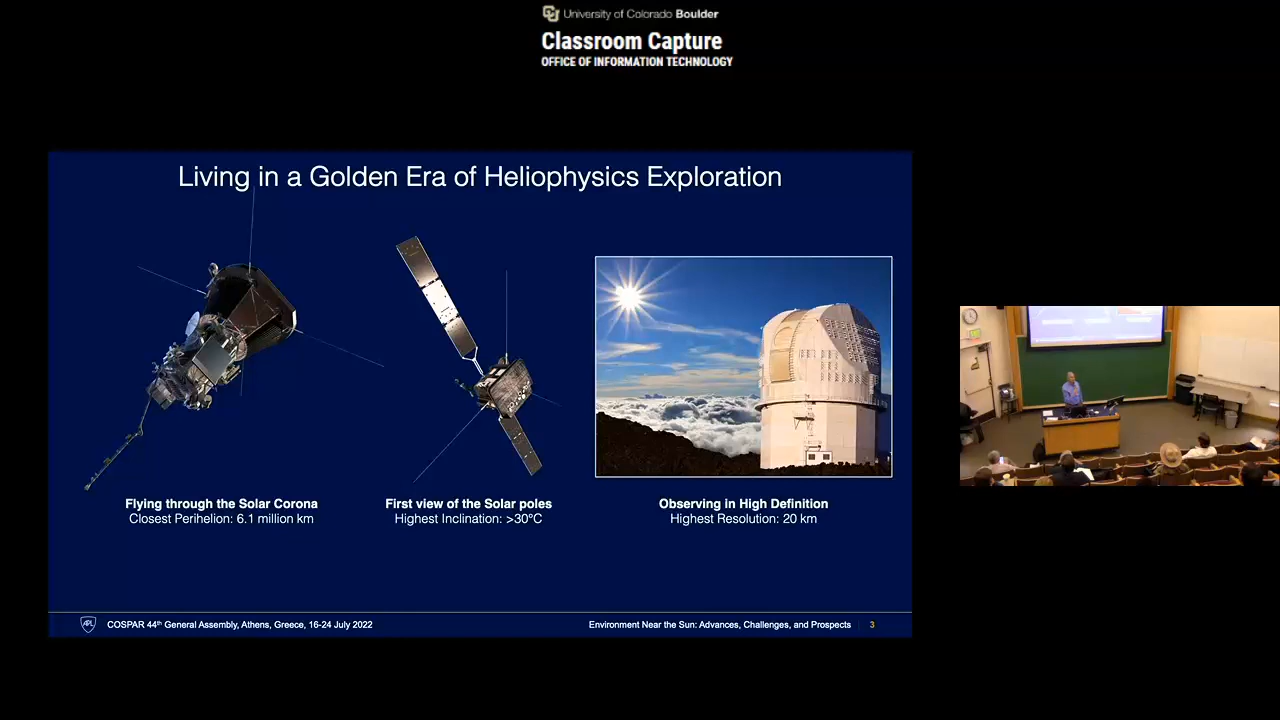 University of Colorado Boulder
Classroom Capture
OFFICE OF INFORMATION TECHNOLOGY
Living in a Golden Era of Heliophysics Exploration
Flying through the Solar Corona
Closest Perihelion: 6.1 million km
First view of the Solar poles
Highest Inclination: >30°C
Observing in High Definition
Highest Resolution: 20 km
APL
COSPAR 44th General Assembly, Athens, Greece, 16-24 July 2022
Environment Near the Sun: Advances, Challenges, and Prospects
3